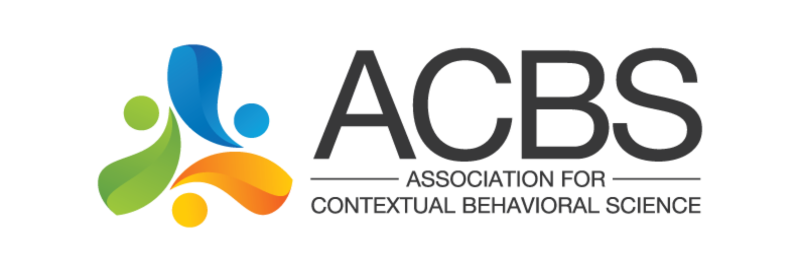 ACBS
ASSOCIATION FOR
CONTEXTUAL BEHAVIORAL SCIENCE